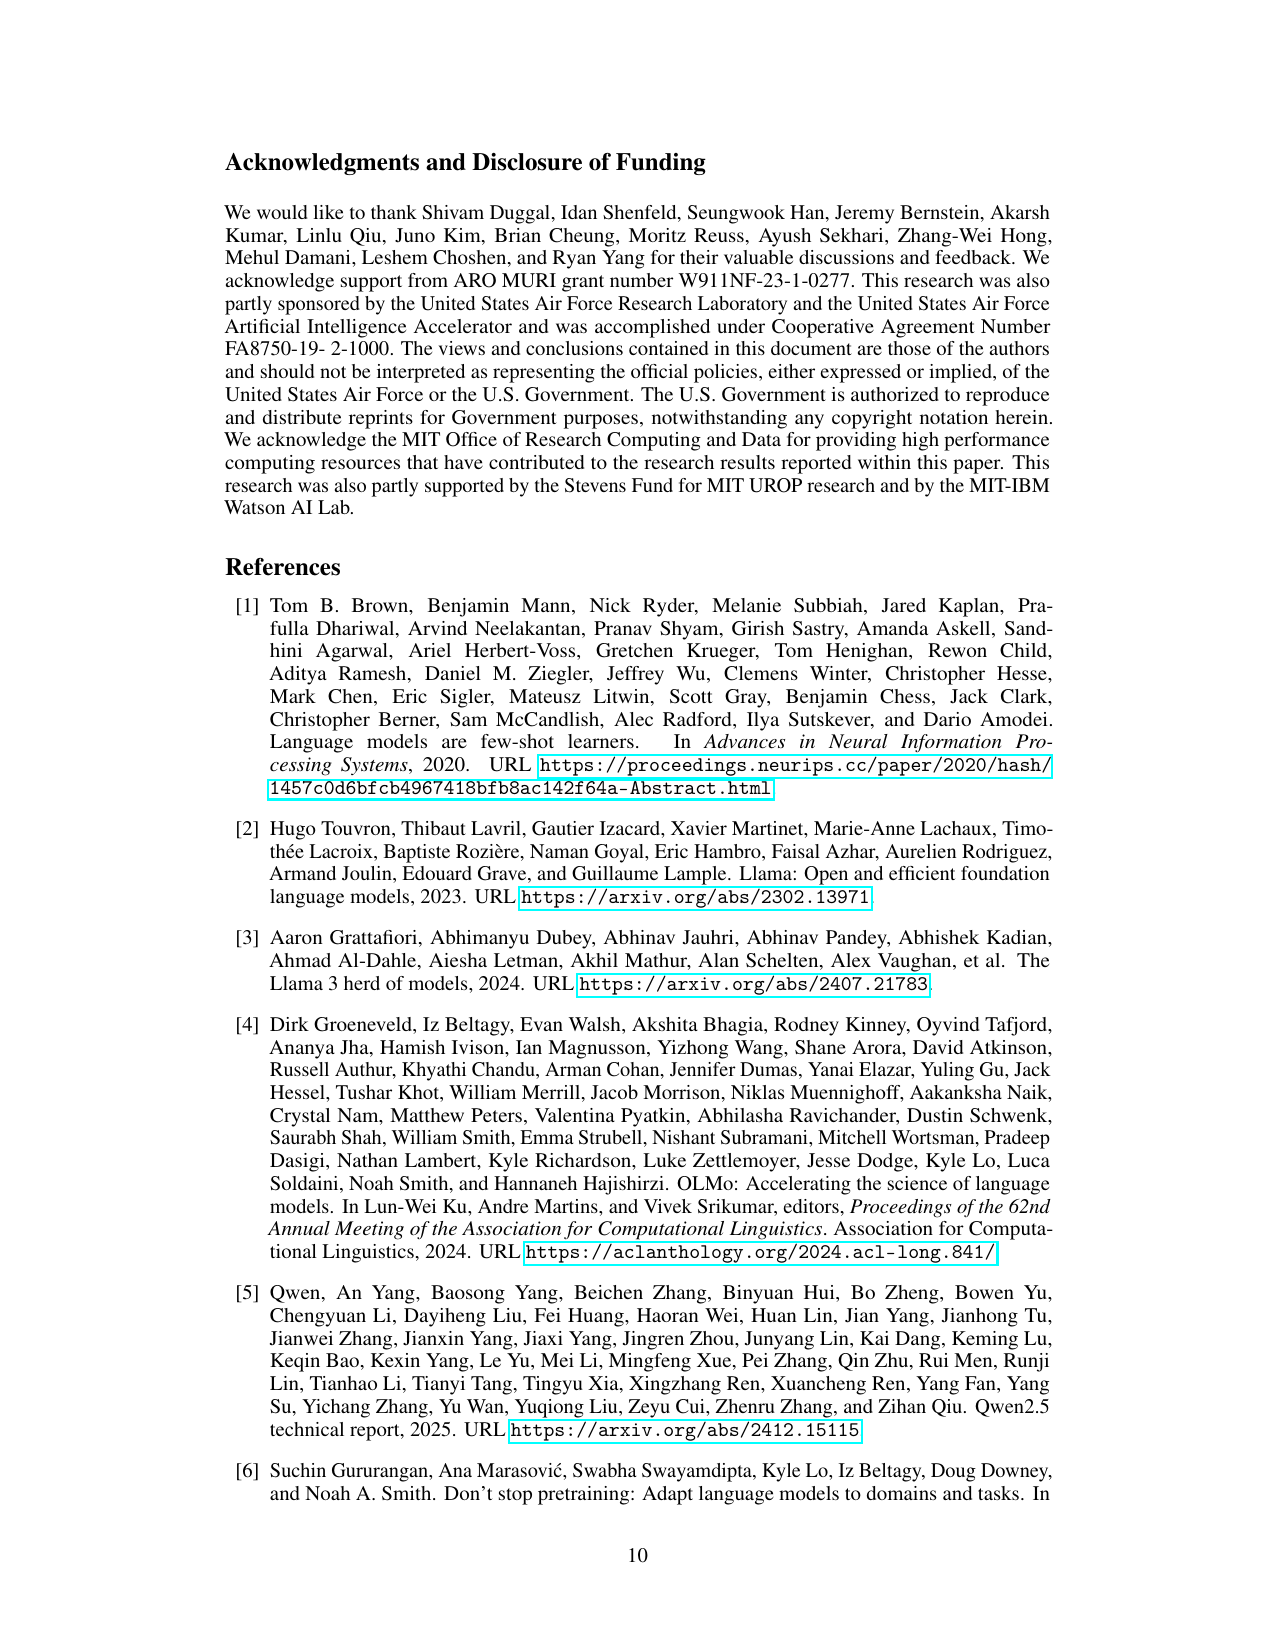 Acknowledgments and Disclosure of Funding
We would like to thank Shivam Duggal, Idan Shenfeld, Seungwook Han, Jeremy Bernstein, Akarsh
Kumar, Linlu Qiu, Juno Kim, Brian Cheung, Moritz Reuss, Ayush Sekhari, Zhang-Wei Hong,
Mehul Damani, Leshem Choshen, and Ryan Yang for their valuable discussions and feedback. We
acknowledge support from ARO MURI grant number W911NF-23-1-0277. This research was also
partly sponsored by the United States Air Force Research Laboratory and the United States Air Force
Artificial Intelligence Accelerator and was accomplished under Cooperative Agreement Number
FA8750-19- 2-1000. The views and conclusions contained in this document are those of the authors
and should not be interpreted as representing the official policies, either expressed or implied, of the
United States Air Force or the U.S. Government. The U.S. Government is authorized to reproduce
and distribute reprints for Government purposes, notwithstanding any copyright notation herein.
We acknowledge the MIT Office of Research Computing and Data for providing high performance
computing resources that have contributed to the research results reported within this paper. This
research was also partly supported by the Stevens Fund for MIT UROP research and by the MIT-IBM
Watson AI Lab.
References
[1] Tom B. Brown, Benjamin Mann, Nick Ryder, Melanie Subbiah, Jared Kaplan, Pra-
fulla Dhariwal, Arvind Neelakantan, Pranav Shyam, Girish Sastry, Amanda Askell, Sand-
hini Agarwal, Ariel Herbert-Voss, Gretchen Krueger, Tom Henighan, Rewon Child,
Aditya Ramesh, Daniel M. Ziegler, Jeffrey Wu, Clemens Winter, Christopher Hesse,
Mark Chen, Eric Sigler, Mateusz Litwin, Scott Gray, Benjamin Chess, Jack Clark,
Christopher Berner, Sam McCandlish, Alec Radford, Ilya Sutskever, and Dario Amodei.
Language models are few-shot learners. In Advances in Neural Information Pro-
cessing Systems, 2020. URL https://proceedings.neurips.cc/paper/2020/hash/
1457c0d6bfcb4967418bfb8ac142f64a-Abstract.html
[2] Hugo Touvron, Thibaut Lavril, Gautier Izacard, Xavier Martinet, Marie-Anne Lachaux, Timo-
thée Lacroix, Baptiste Rozière, Naman Goyal, Eric Hambro, Faisal Azhar, Aurelien Rodriguez,
Armand Joulin, Edouard Grave, and Guillaume Lample. Llama: Open and efficient foundation
language models, 2023. URL https://arxiv.org/abs/2302.13971
[3] Aaron Grattafiori, Abhimanyu Dubey, Abhinav Jauhri, Abhinav Pandey, Abhishek Kadian,
Ahmad Al-Dahle, Aiesha Letman, Akhil Mathur, Alan Schelten, Alex Vaughan, et al. The
Llama 3 herd of models, 2024. URL https://arxiv.org/abs/2407.21783.
[4] Dirk Groeneveld, Iz Beltagy, Evan Walsh, Akshita Bhagia, Rodney Kinney, Oyvind Tafjord,
Ananya Jha, Hamish Ivison, Ian Magnusson, Yizhong Wang, Shane Arora, David Atkinson,
Russell Authur, Khyathi Chandu, Arman Cohan, Jennifer Dumas, Yanai Elazar, Yuling Gu, Jack
Hessel, Tushar Khot, William Merrill, Jacob Morrison, Niklas Muennighoff, Aakanksha Naik,
Crystal Nam, Matthew Peters, Valentina Pyatkin, Abhilasha Ravichander, Dustin Schwenk,
Saurabh Shah, William Smith, Emma Strubell, Nishant Subramani, Mitchell Wortsman, Pradeep
Dasigi, Nathan Lambert, Kyle Richardson, Luke Zettlemoyer, Jesse Dodge, Kyle Lo, Luca
Soldaini, Noah Smith, and Hannaneh Hajishirzi. OLMo: Accelerating the science of language
models. In Lun-Wei Ku, Andre Martins, and Vivek Srikumar, editors, Proceedings of the 62nd
Annual Meeting of the Association for Computational Linguistics. Association for Computa-
tional Linguistics, 2024. URL https://aclanthology.org/2024.acl-long.841/
[5] Qwen, An Yang, Baosong Yang, Beichen Zhang, Binyuan Hui, Bo Zheng, Bowen Yu,
Chengyuan Li, Dayiheng Liu, Fei Huang, Haoran Wei, Huan Lin, Jian Yang, Jianhong Tu,
Jianwei Zhang, Jianxin Yang, Jiaxi Yang, Jingren Zhou, Junyang Lin, Kai Dang, Keming Lu,
Keqin Bao, Kexin Yang, Le Yu, Mei Li, Mingfeng Xue, Pei Zhang, Qin Zhu, Rui Men, Runji
Lin, Tianhao Li, Tianyi Tang, Tingyu Xia, Xingzhang Ren, Xuancheng Ren, Yang Fan, Yang
Su, Yichang Zhang, Yu Wan, Yuqiong Liu, Zeyu Cui, Zhenru Zhang, and Zihan Qiu. Qwen2.5
technical report, 2025. URL https://arxiv.org/abs/2412.15115
[6] Suchin Gururangan, Ana Marasović, Swabha Swayamdipta, Kyle Lo, Iz Beltagy, Doug Downey,
and Noah A. Smith. Don't stop pretraining: Adapt language models to domains and tasks. In
10